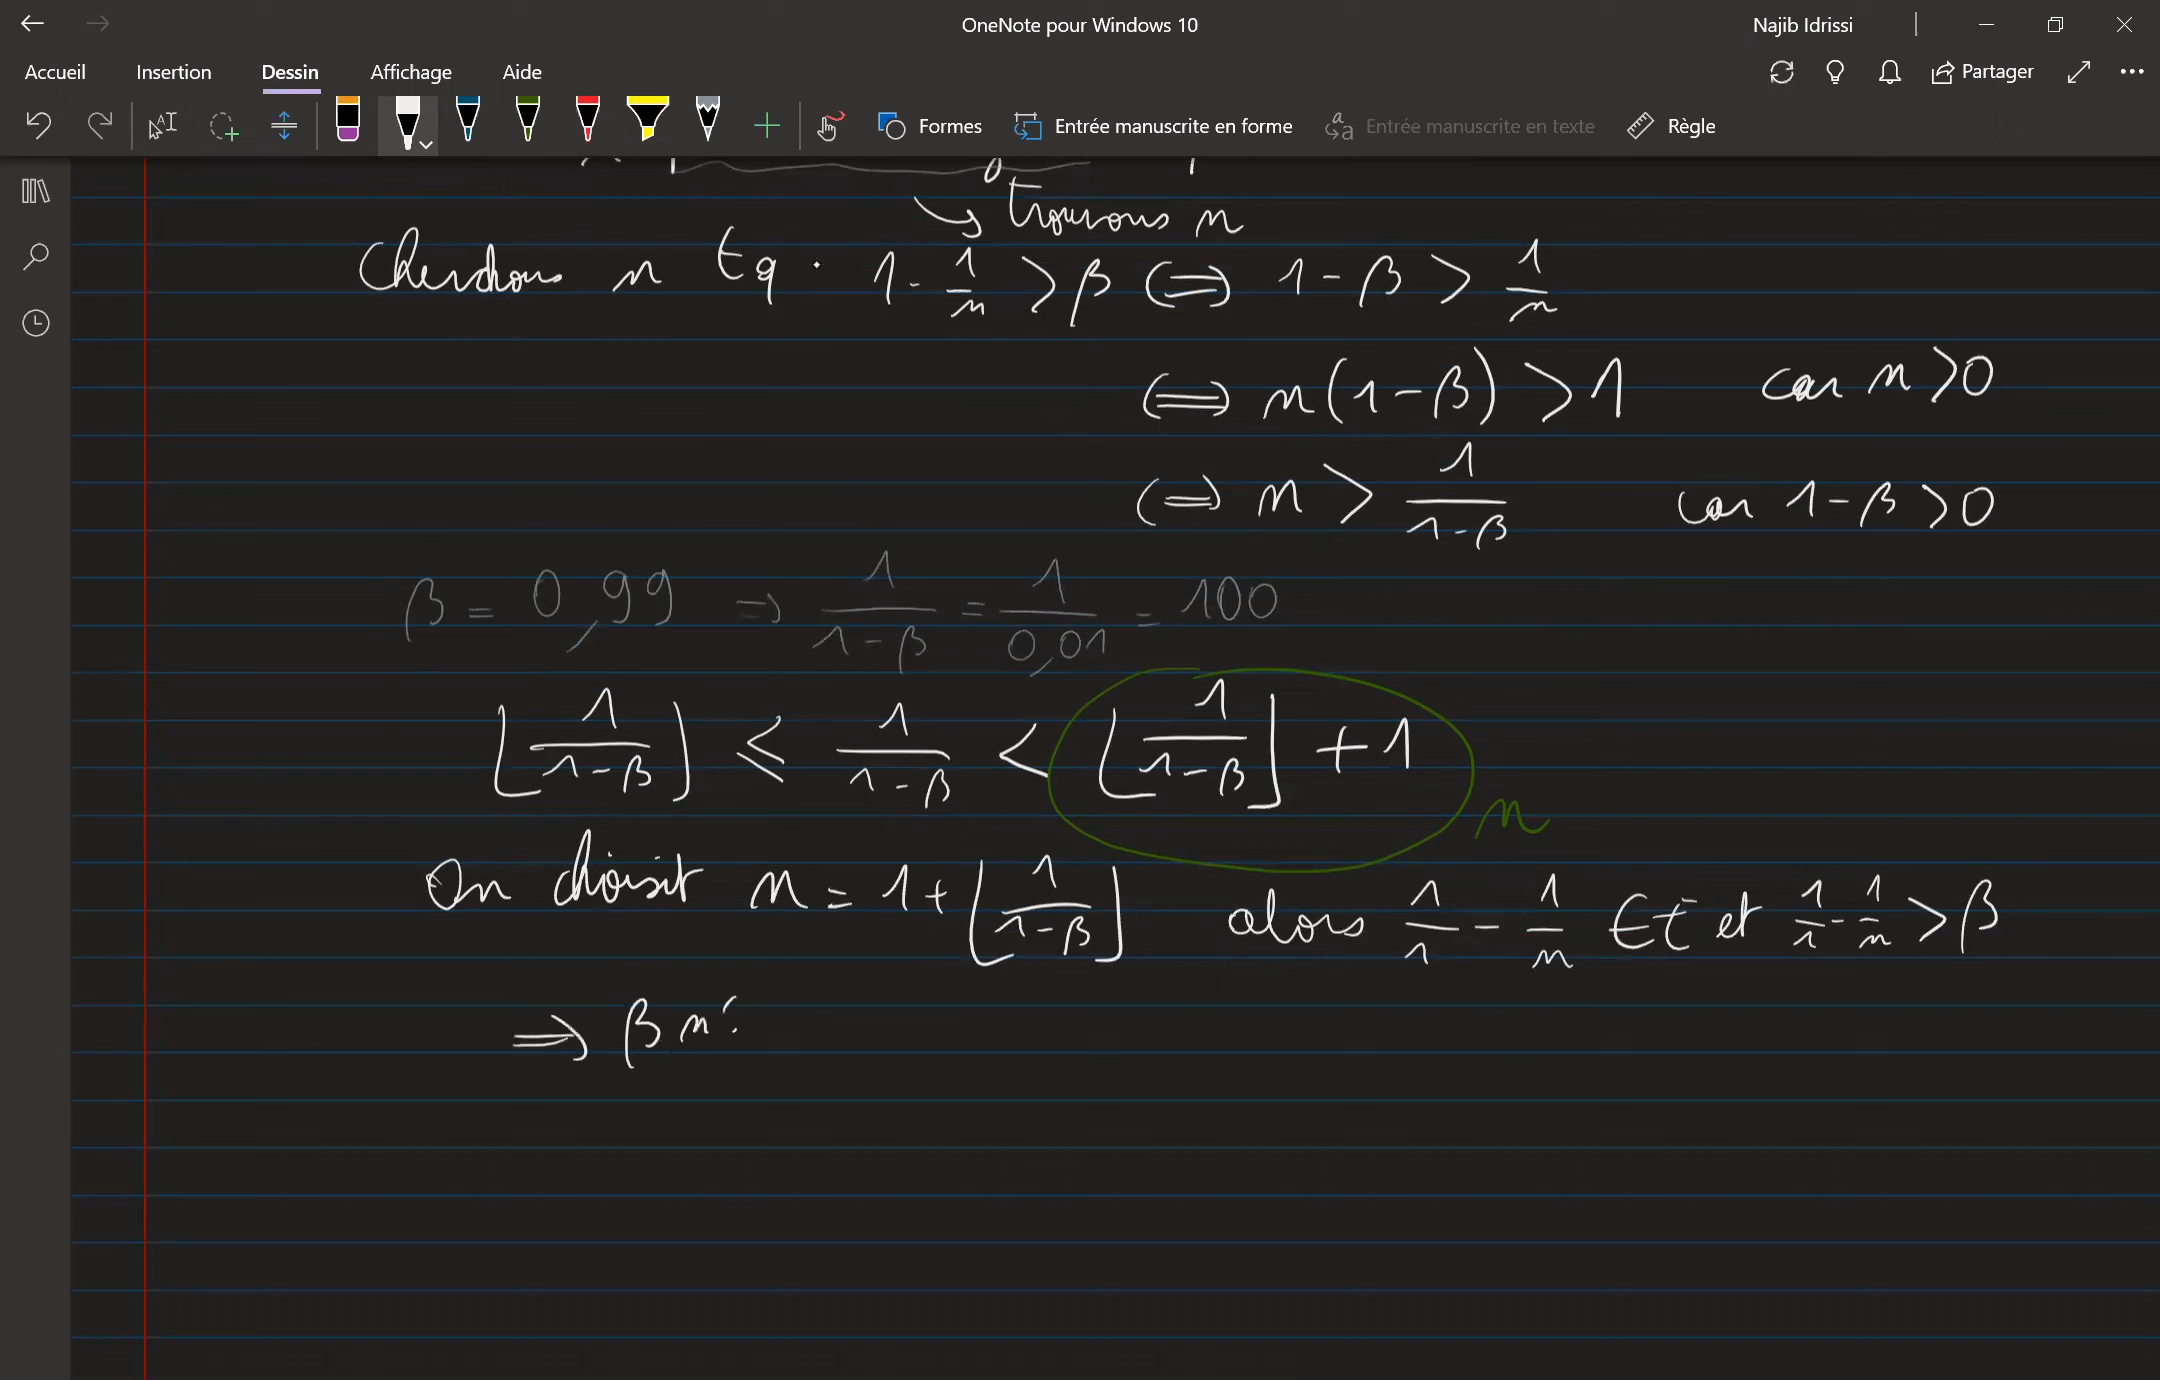 OneNote pour Windows 10
Najib Idrissi
Accueil Insertion Dessin Affichage Aide
Partager
Formes Entrée manuscrite en forme Entrée manuscrite en texte Règle
↘ trouvons n
Cherchons n tq · 1 - 1/n > β ⇔ 1 - β > 1/n
⇔ n(1-β) > 1 car n > 0
⇔ n > 1/(1-β) car 1-β > 0
β = 0,99 ⇒ 1/(1-β) = 1/0,01 = 100
⌊1/(1-β)⌋ ≤ 1/(1-β) < ⌊1/(1-β)⌋ + 1
n
On choisit n = 1 + ⌊1/(1-β)⌋ alors 1/1 - 1/n ∈ E et 1/1 - 1/n > β
⇒ β n'